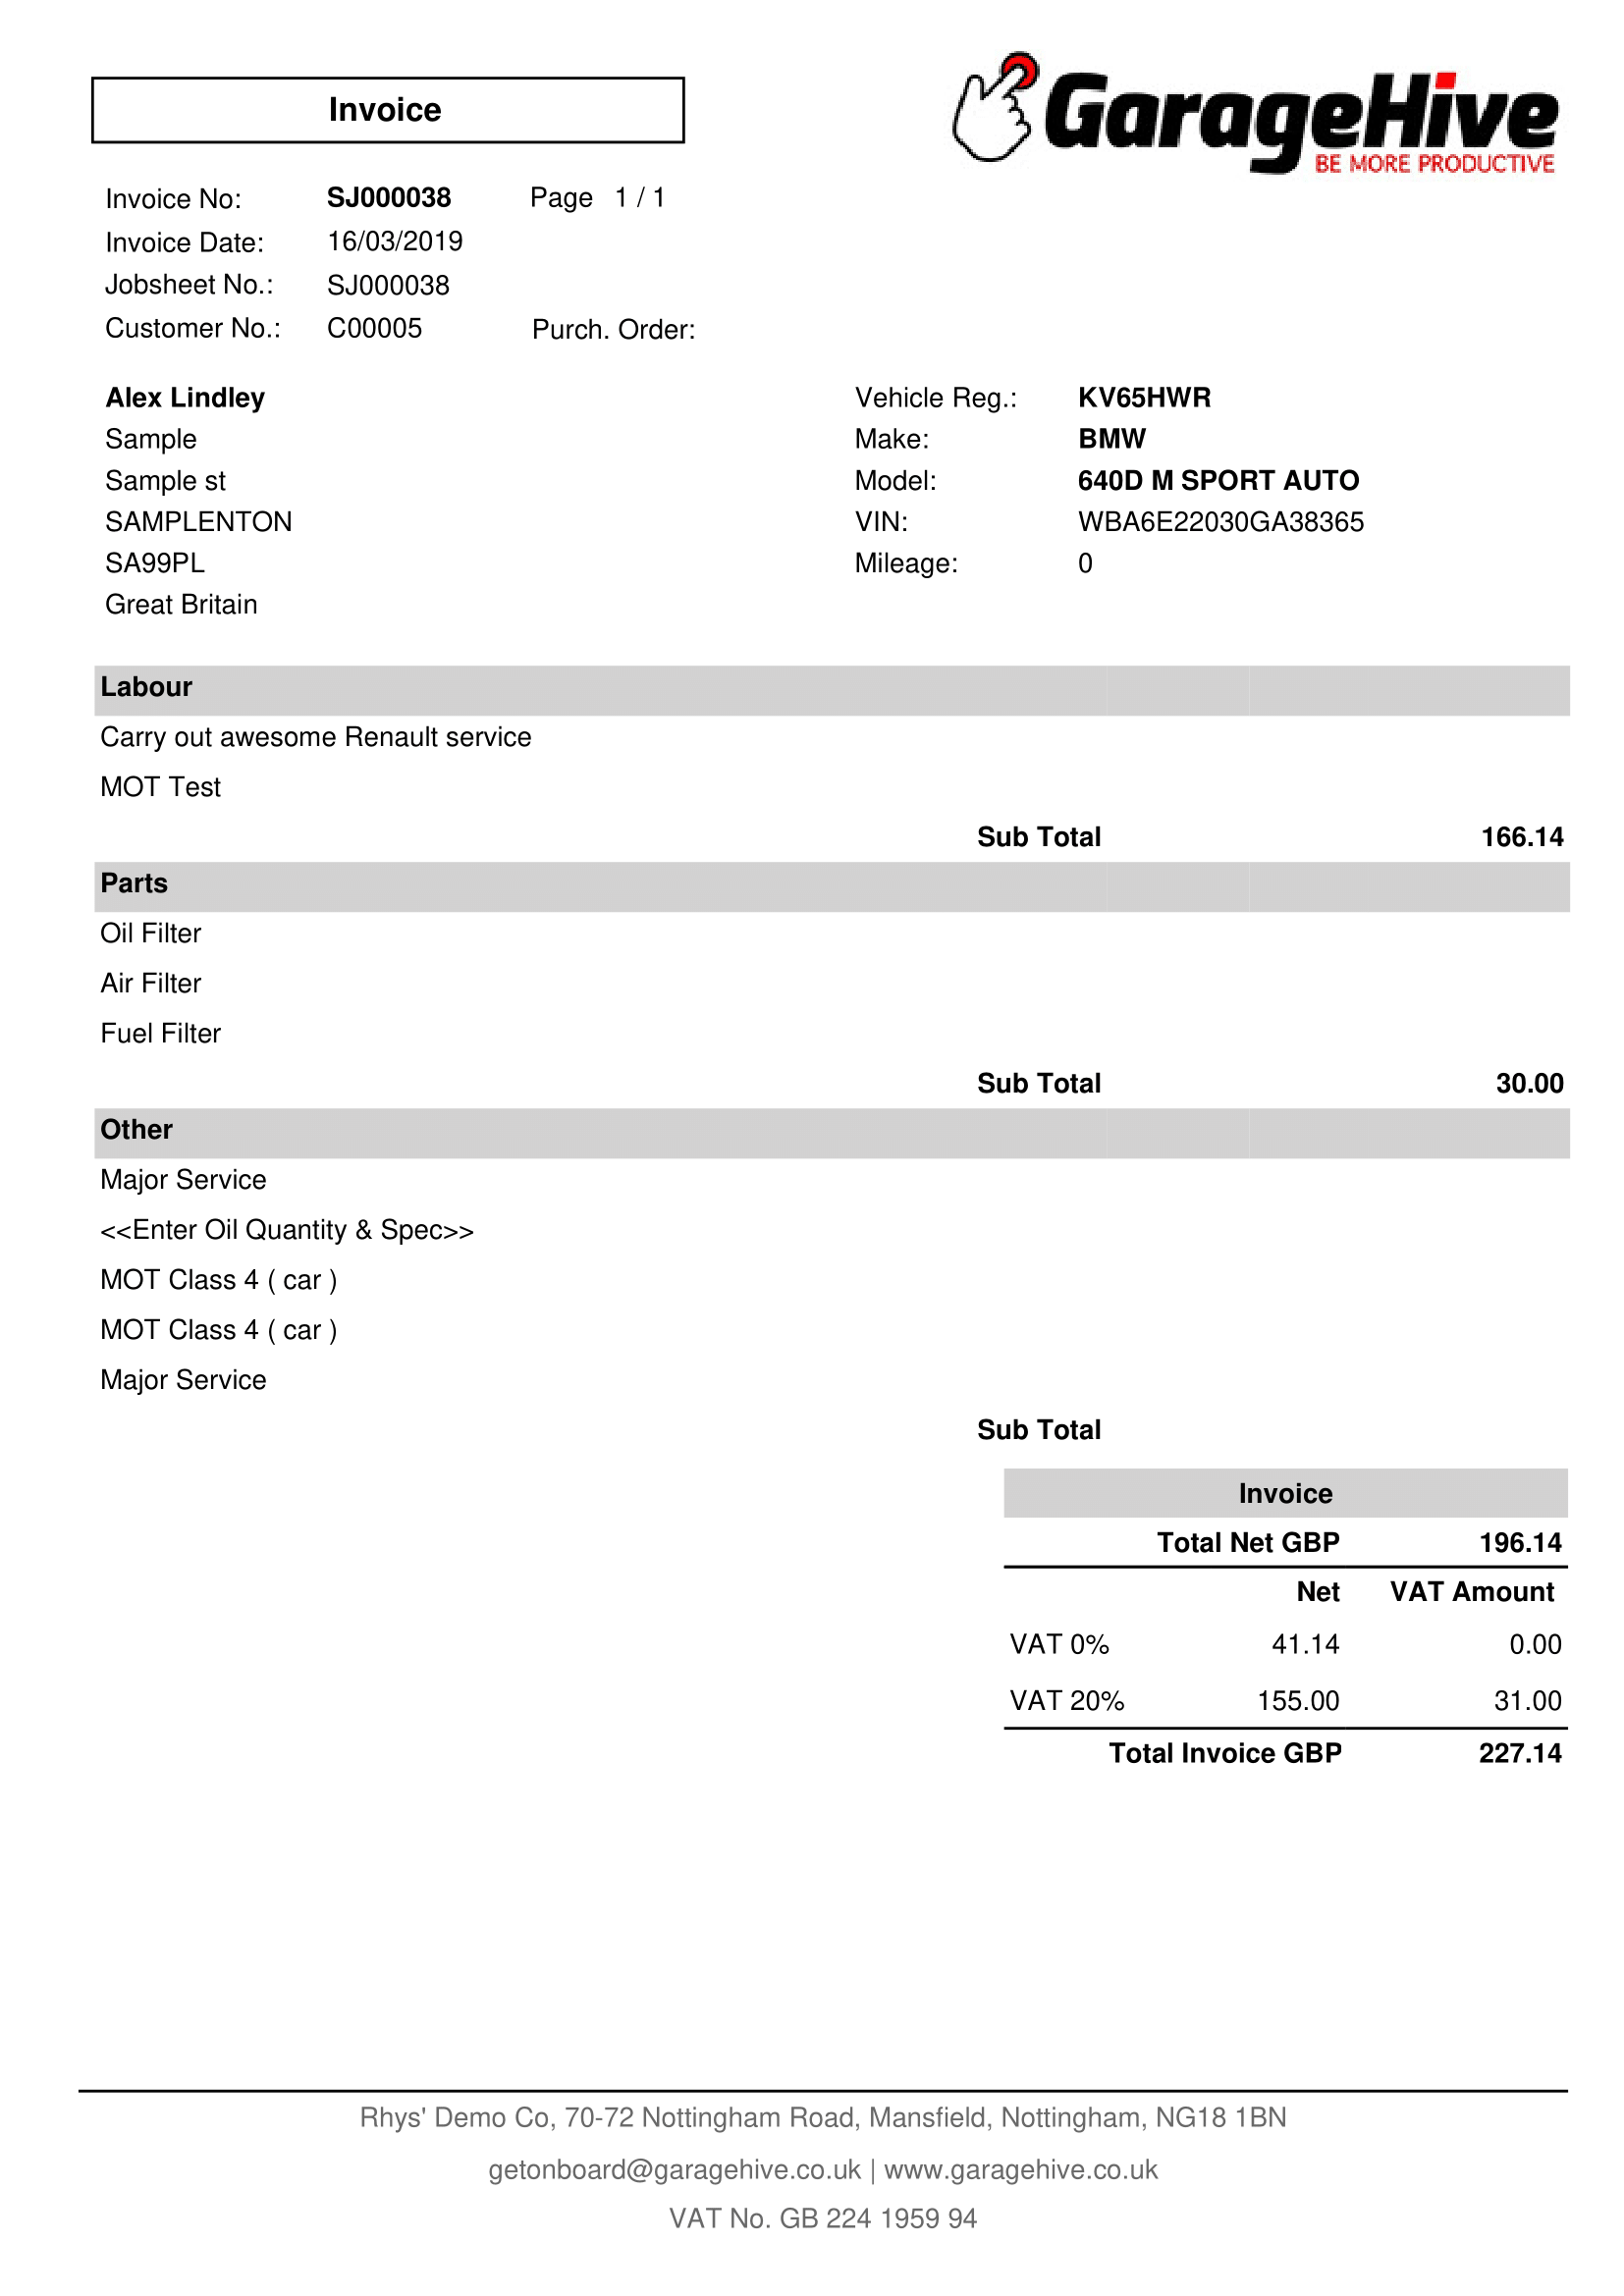 Invoice
GarageHive
BE MORE PRODUCTIVE
Invoice No: SJ000038 Page 1 / 1
Invoice Date: 16/03/2019
Jobsheet No.: SJ000038
Customer No.: C00005 Purch. Order:
Alex Lindley Vehicle Reg.: KV65HWR
Sample Make: BMW
Sample st Model: 640D M SPORT AUTO
SAMPLENTON VIN: WBA6E22030GA38365
SA99PL Mileage: 0
Great Britain
Labour
Carry out awesome Renault service
MOT Test
Sub Total 166.14
Parts
Oil Filter
Air Filter
Fuel Filter
Sub Total 30.00
Other
Major Service
<<Enter Oil Quantity & Spec>>
MOT Class 4 ( car )
MOT Class 4 ( car )
Major Service
Sub Total
Invoice
Total Net GBP 196.14
Net VAT Amount
VAT 0% 41.14 0.00
VAT 20% 155.00 31.00
Total Invoice GBP 227.14
Rhys' Demo Co, 70-72 Nottingham Road, Mansfield, Nottingham, NG18 1BN
getonboard@garagehive.co.uk | www.garagehive.co.uk
VAT No. GB 224 1959 94